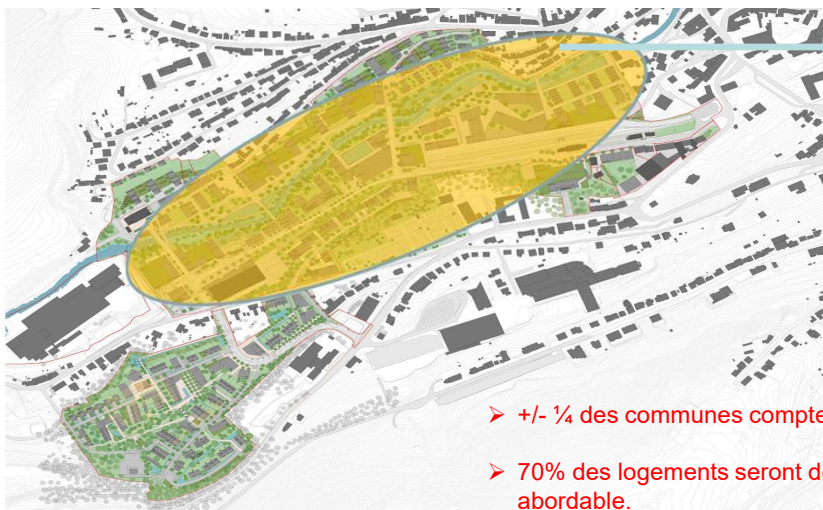 ➢ +/- ¼ des communes compte
➢ 70% des logements seront d
abordable.